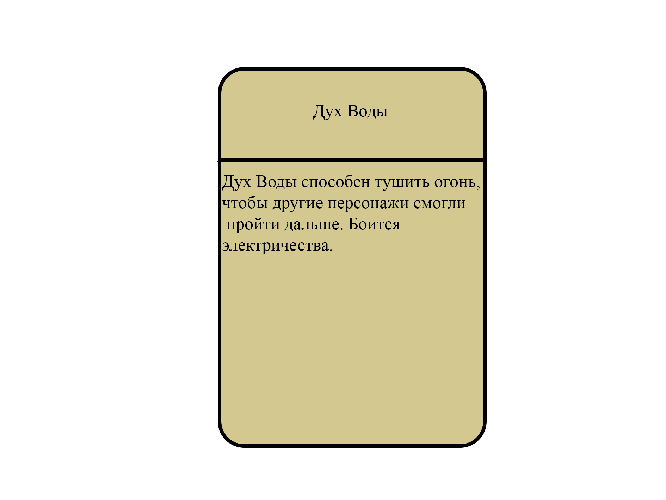 Дух Воды
Дух Воды способен тушить огонь,
чтобы другие персонажи смогли
пройти дальше. Боится
электричества.